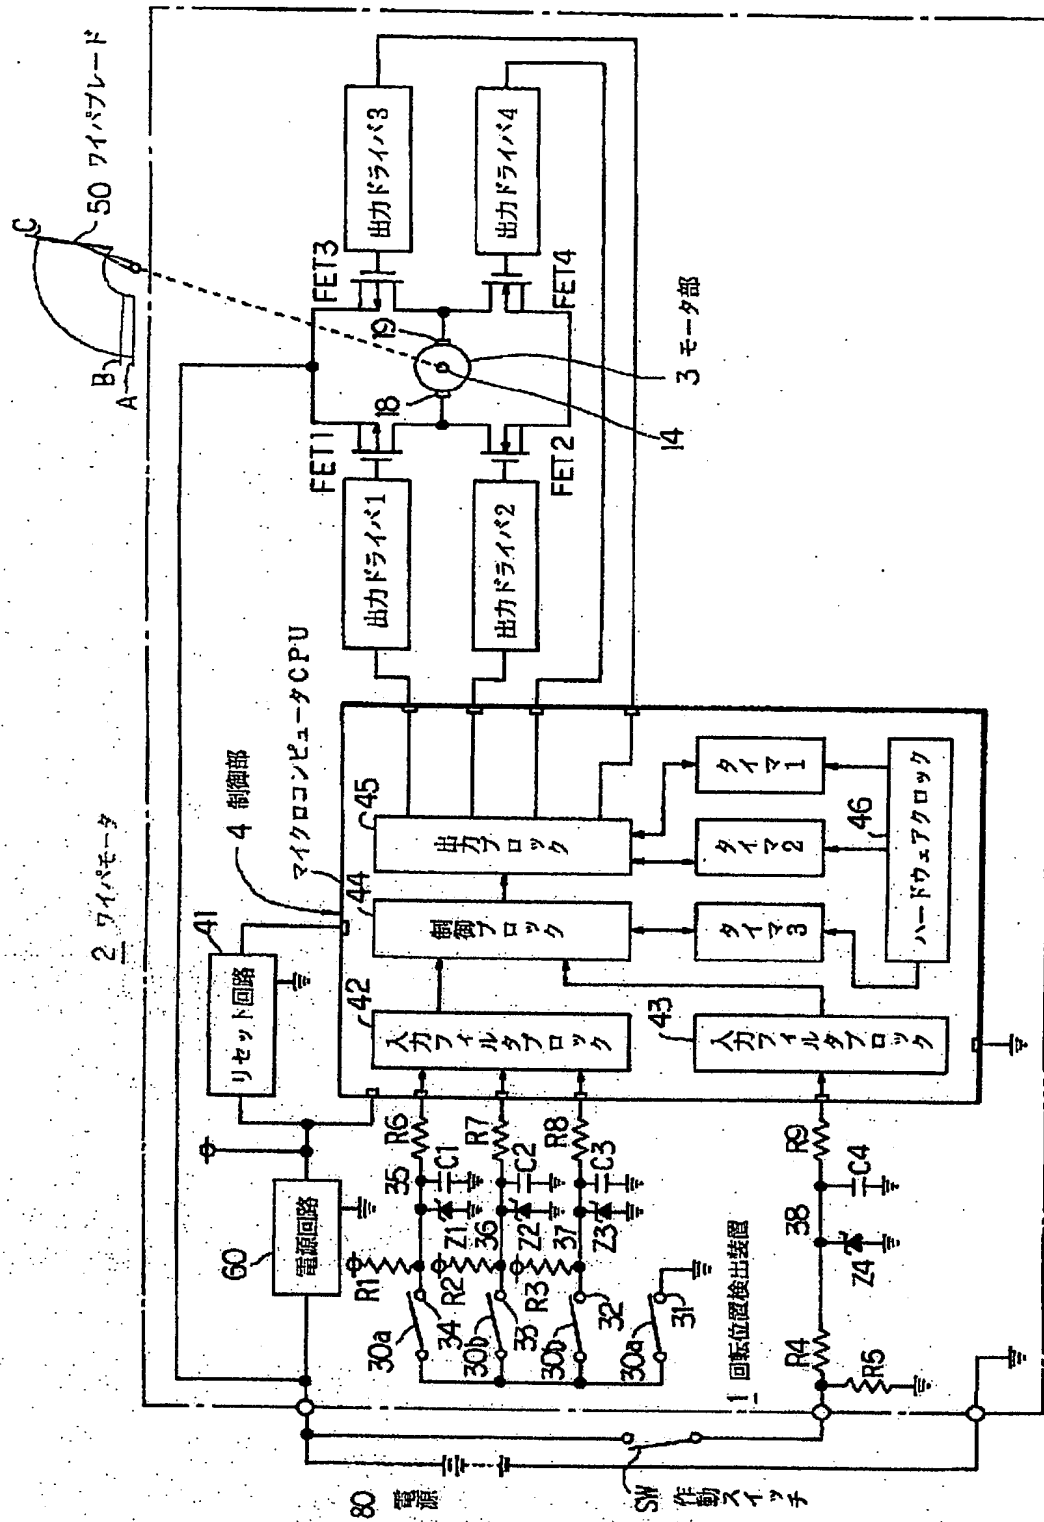 50 ワイパブレード
C
B
A
2 ワイパモータ
出力ドライバ3
出力ドライバ4
FET3
FET4
19
18
3 モータ部
14
FET1
FET2
出力ドライバ1
出力ドライバ2
4 制御部
マイクロコンピュータCPU
45
出力ブロック
44
制御ブロック
42
入力フィルタブロック
43
入力フィルタブロック
タイマ1
タイマ2
タイマ3
46
ハードウェアクロック
41
リセット回路
60
電源回路
R6
R7
R8
R9
35
C1
C2
C3
C4
Z1
36
Z2
37
Z3
38
Z4
R1
R2
R3
R4
R5
30a
34
30b
33
30b
32
30a
31
1 回転位置検出装置
80 電源
SW 作動スイッチ